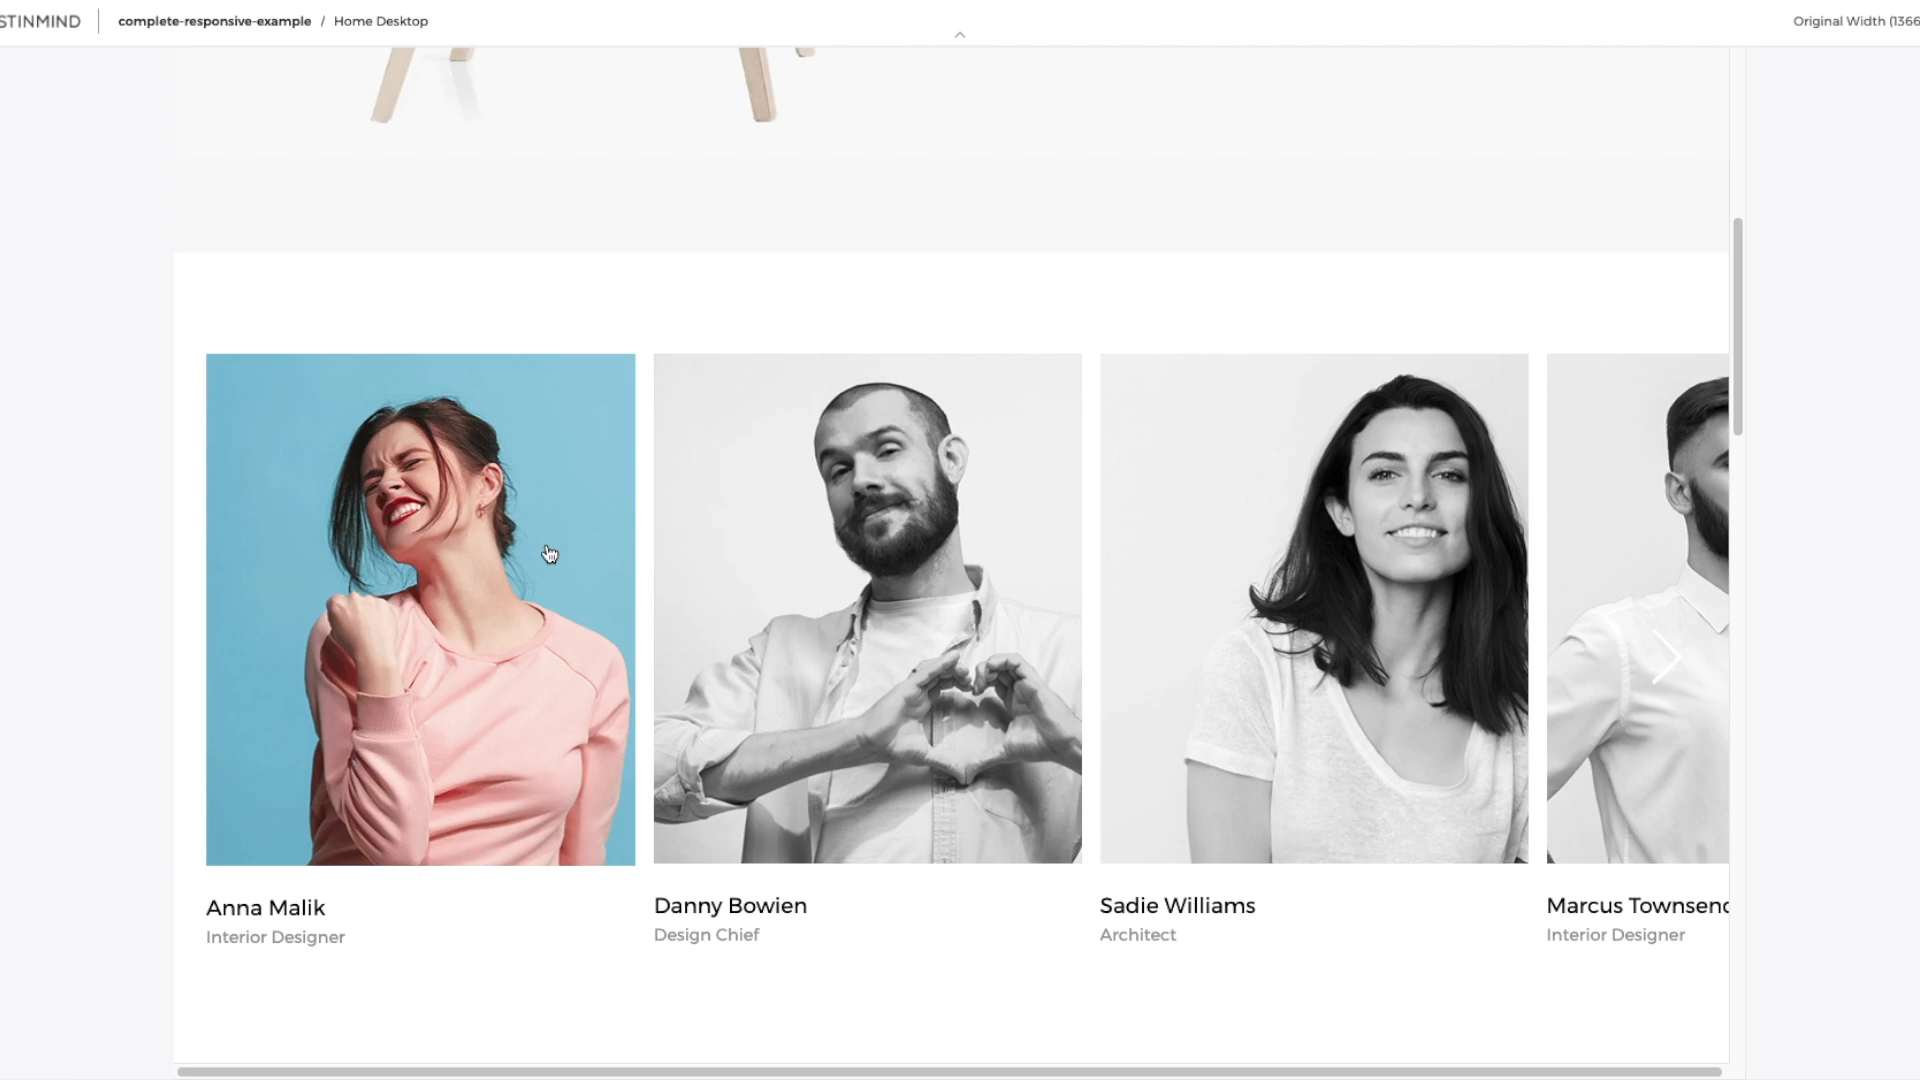 STINMIND
complete-responsive-example / Home Desktop
Original Width (1366
Anna Malik
Interior Designer
Danny Bowien
Design Chief
Sadie Williams
Architect
Marcus Townsend
Interior Designer